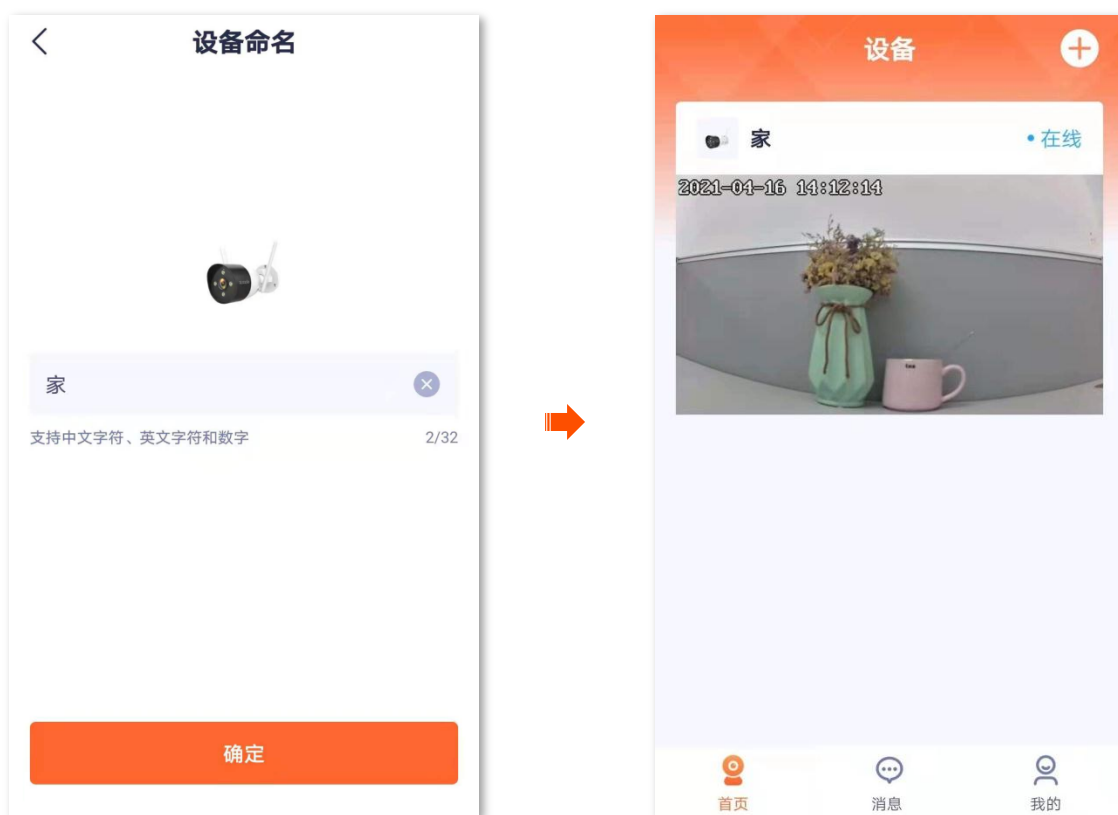 设备命名
家
支持中文字符、英文字符和数字 2/32
确定
设备
家 在线
2021-04-16 14:12:14
首页 消息 我的